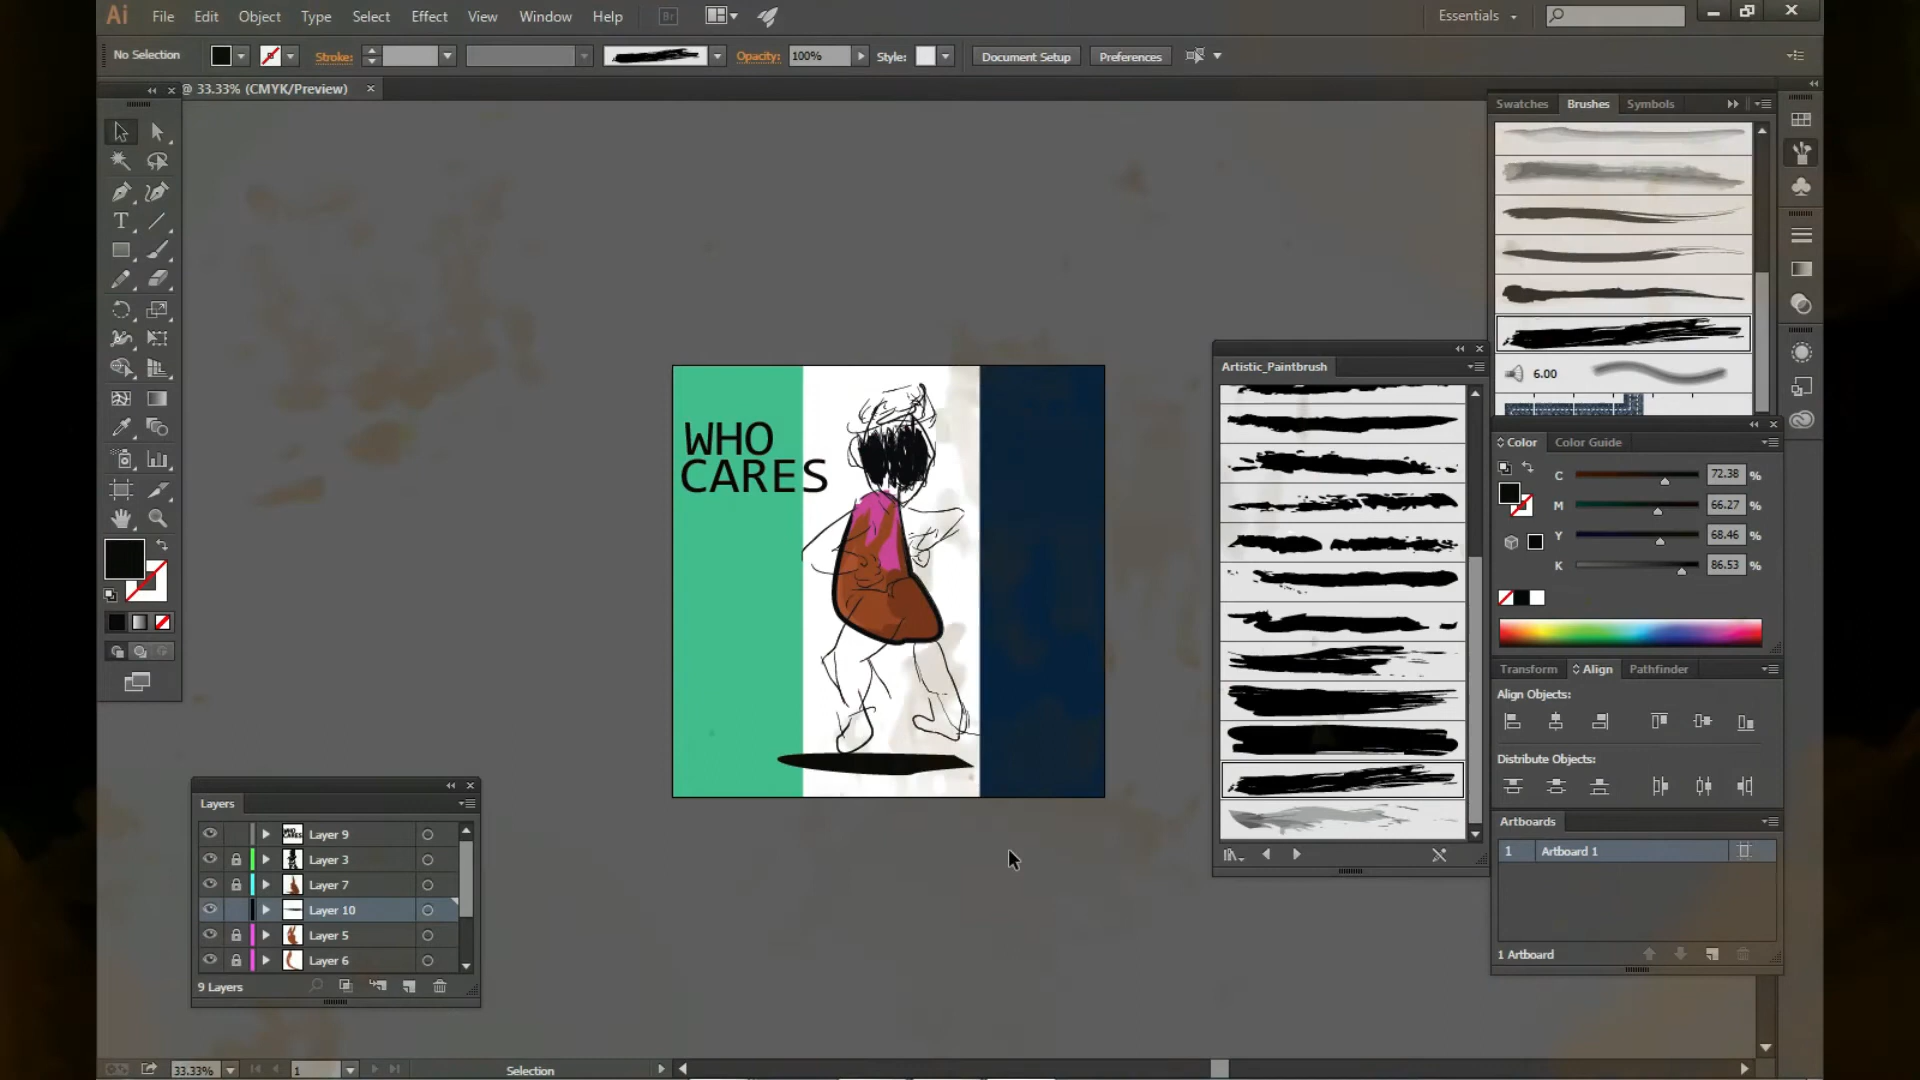 Ai File Edit Object Type Select Effect View Window Help Br Essentials
No Selection Stroke: Opacity: 100% Style: Document Setup Preferences
@ 33.33% (CMYK/Preview)
Swatches Brushes Symbols
6.00
Artistic_Paintbrush
WHO
CARES
Color Color Guide
C 72.38 %
M 66.27 %
Y 68.46 %
K 86.53 %
Transform Align Pathfinder
Align Objects:
Distribute Objects:
Artboards
1 Artboard 1
1 Artboard
Layers
Layer 9
Layer 3
Layer 7
Layer 10
Layer 5
Layer 6
9 Layers
33.33% 1 Selection